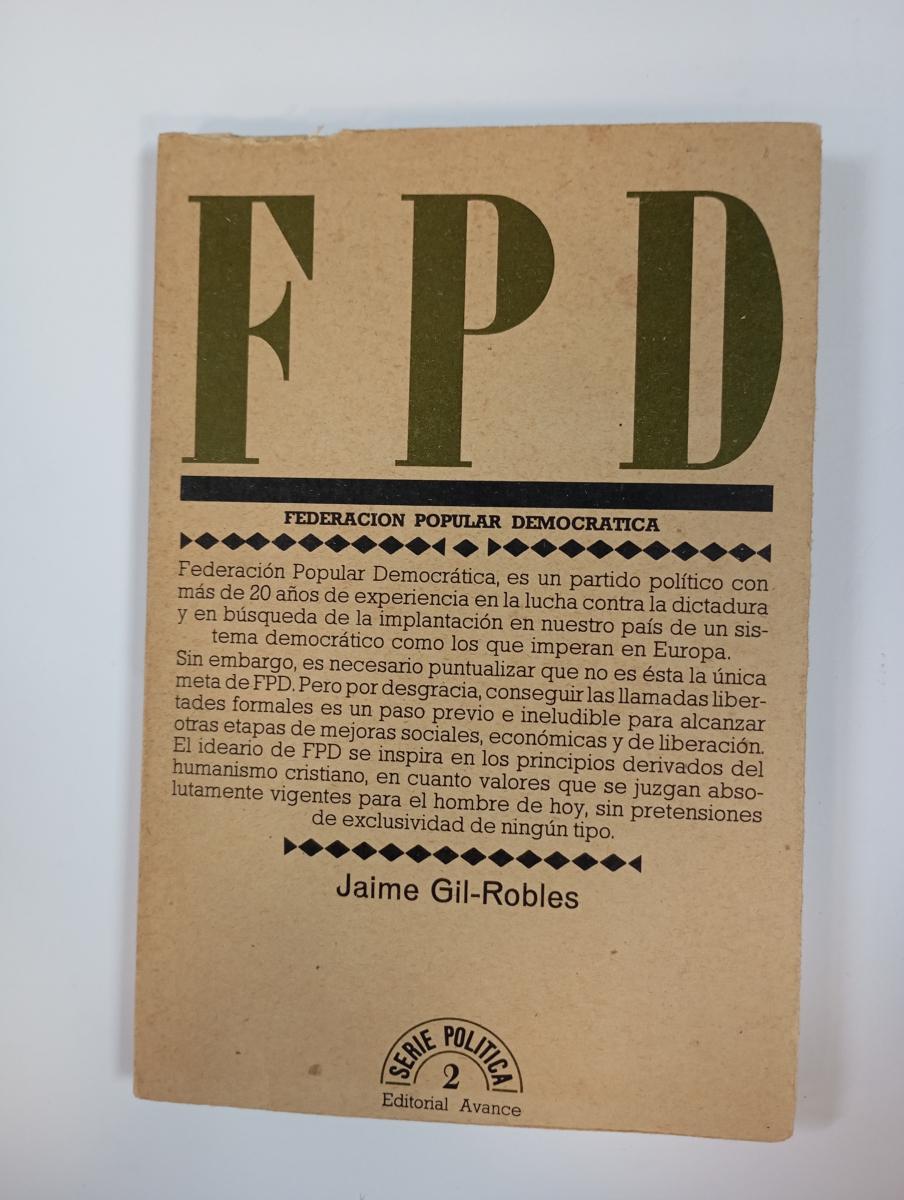 FPD
FEDERACION POPULAR DEMOCRATICA
Federación Popular Democrática, es un partido político con
más de 20 años de experiencia en la lucha contra la dictadura
y en búsqueda de la implantación en nuestro país de un sis-
tema democrático como los que imperan en Europa.
Sin embargo, es necesario puntualizar que no es ésta la única
meta de FPD. Pero por desgracia, conseguir las llamadas liber-
tades formales es un paso previo e ineludible para alcanzar
otras etapas de mejoras sociales, económicas y de liberación.
El ideario de FPD se inspira en los principios derivados del
humanismo cristiano, en cuanto valores que se juzgan abso-
lutamente vigentes para el hombre de hoy, sin pretensiones
de exclusividad de ningún tipo.
Jaime Gil-Robles
SERIE POLITICA
2
Editorial Avance